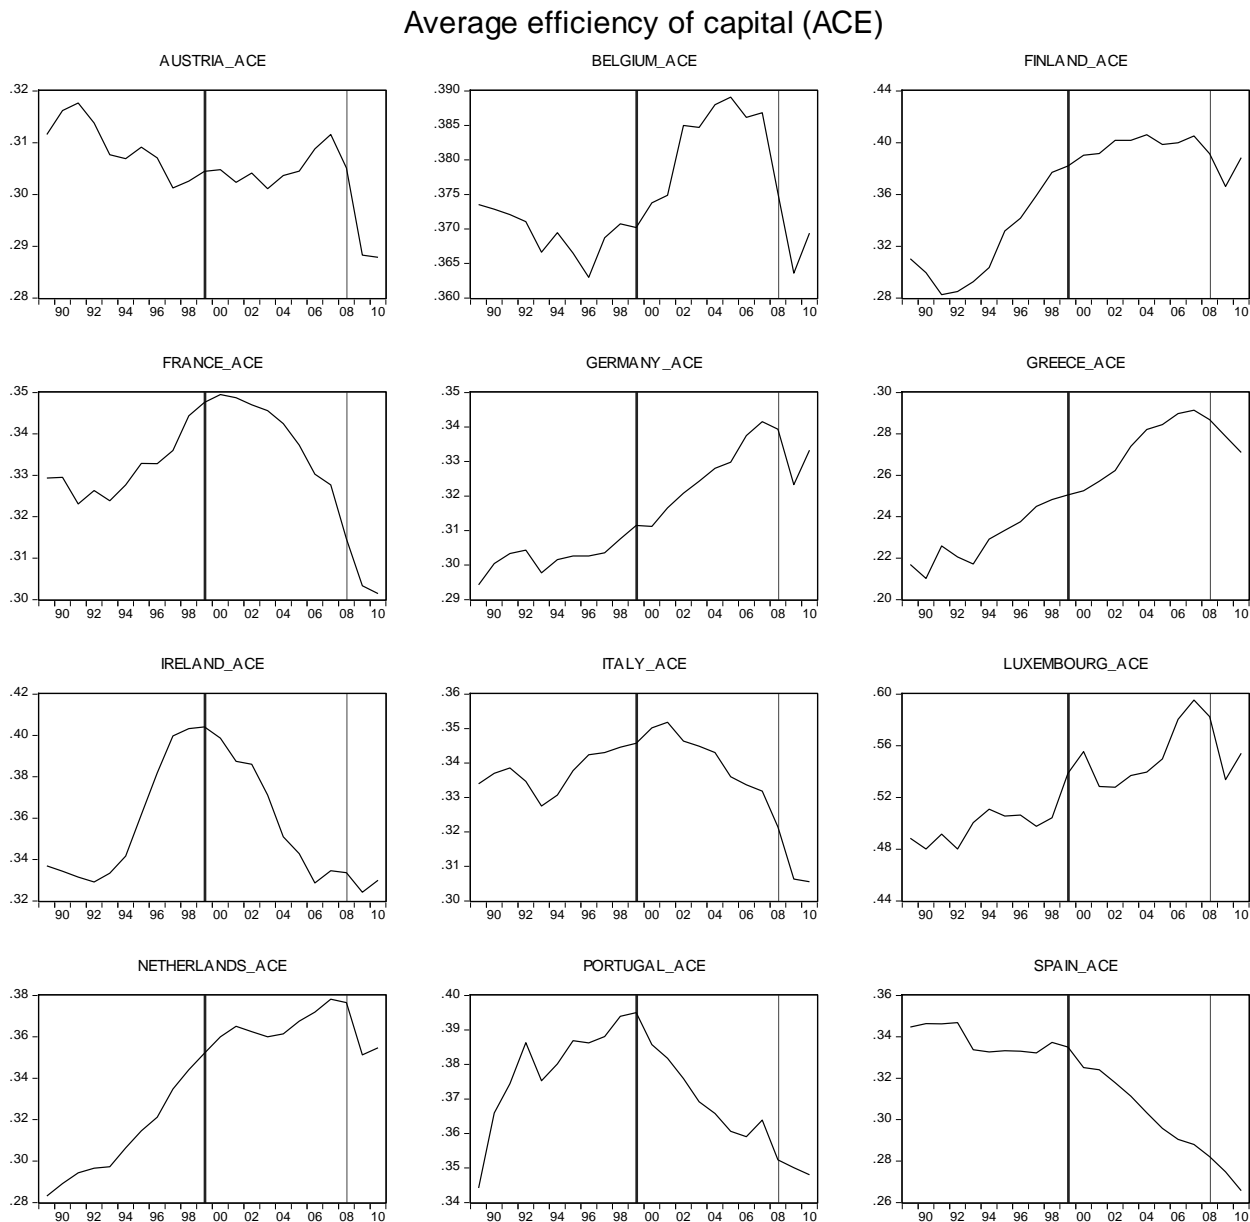 Average efficiency of capital (ACE)
AUSTRIA_ACE
.32
.31
.30
.29
.28
90 92 94 96 98 00 02 04 06 08 10
BELGIUM_ACE
.390
.385
.380
.375
.370
.365
.360
90 92 94 96 98 00 02 04 06 08 10
FINLAND_ACE
.44
.40
.36
.32
.28
90 92 94 96 98 00 02 04 06 08 10
FRANCE_ACE
.35
.34
.33
.32
.31
.30
90 92 94 96 98 00 02 04 06 08 10
GERMANY_ACE
.35
.34
.33
.32
.31
.30
.29
90 92 94 96 98 00 02 04 06 08 10
GREECE_ACE
.30
.28
.26
.24
.22
.20
90 92 94 96 98 00 02 04 06 08 10
IRELAND_ACE
.42
.40
.38
.36
.34
.32
90 92 94 96 98 00 02 04 06 08 10
ITALY_ACE
.36
.35
.34
.33
.32
.31
.30
90 92 94 96 98 00 02 04 06 08 10
LUXEMBOURG_ACE
.60
.56
.52
.48
.44
90 92 94 96 98 00 02 04 06 08 10
NETHERLANDS_ACE
.38
.36
.34
.32
.30
.28
90 92 94 96 98 00 02 04 06 08 10
PORTUGAL_ACE
.40
.39
.38
.37
.36
.35
.34
90 92 94 96 98 00 02 04 06 08 10
SPAIN_ACE
.36
.34
.32
.30
.28
.26
90 92 94 96 98 00 02 04 06 08 10